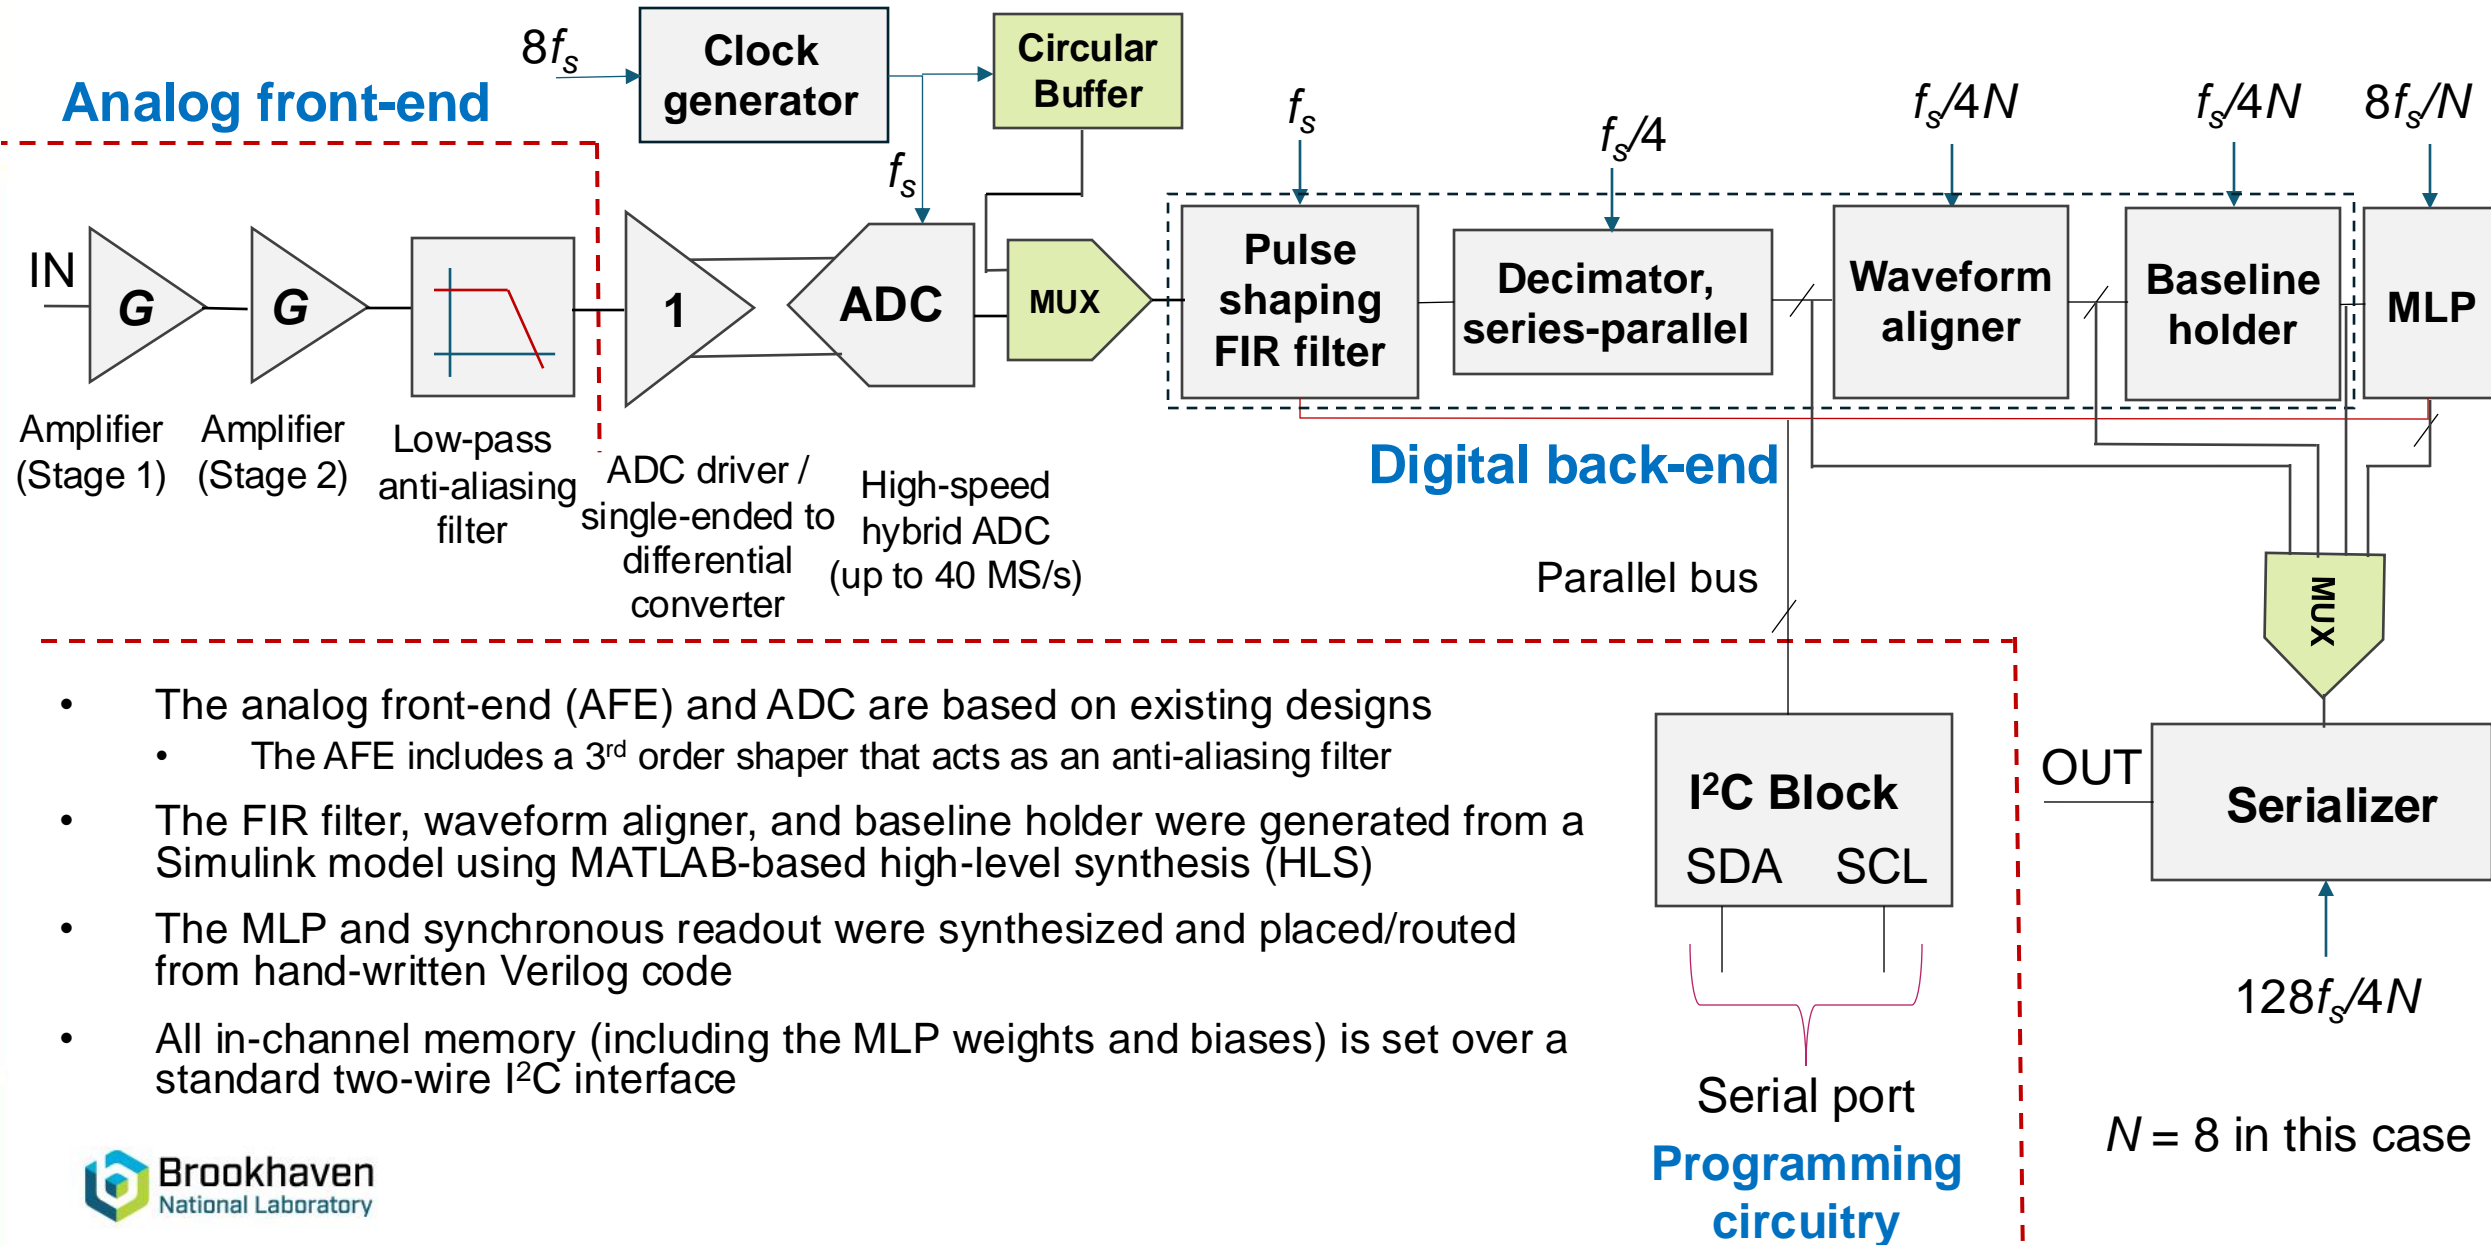 8fs
Clock
generator
Circular
Buffer
Analog front-end
fs
fs
fs/4
fs/4N
fs/4N
8fs/N
IN
G
G
1
ADC
MUX
Pulse
shaping
FIR filter
Decimator,
series-parallel
Waveform
aligner
Baseline
holder
MLP
Amplifier
(Stage 1)
Amplifier
(Stage 2)
Low-pass
anti-aliasing
filter
ADC driver /
single-ended to
differential
converter
High-speed
hybrid ADC
(up to 40 MS/s)
Digital back-end
Parallel bus
MUX
• The analog front-end (AFE) and ADC are based on existing designs
• The AFE includes a 3rd order shaper that acts as an anti-aliasing filter
• The FIR filter, waveform aligner, and baseline holder were generated from a
Simulink model using MATLAB-based high-level synthesis (HLS)
• The MLP and synchronous readout were synthesized and placed/routed
from hand-written Verilog code
• All in-channel memory (including the MLP weights and biases) is set over a
standard two-wire I2C interface
I2C Block
SDA SCL
Serial port
Programming
circuitry
OUT
Serializer
128fs/4N
N = 8 in this case
Brookhaven
National Laboratory